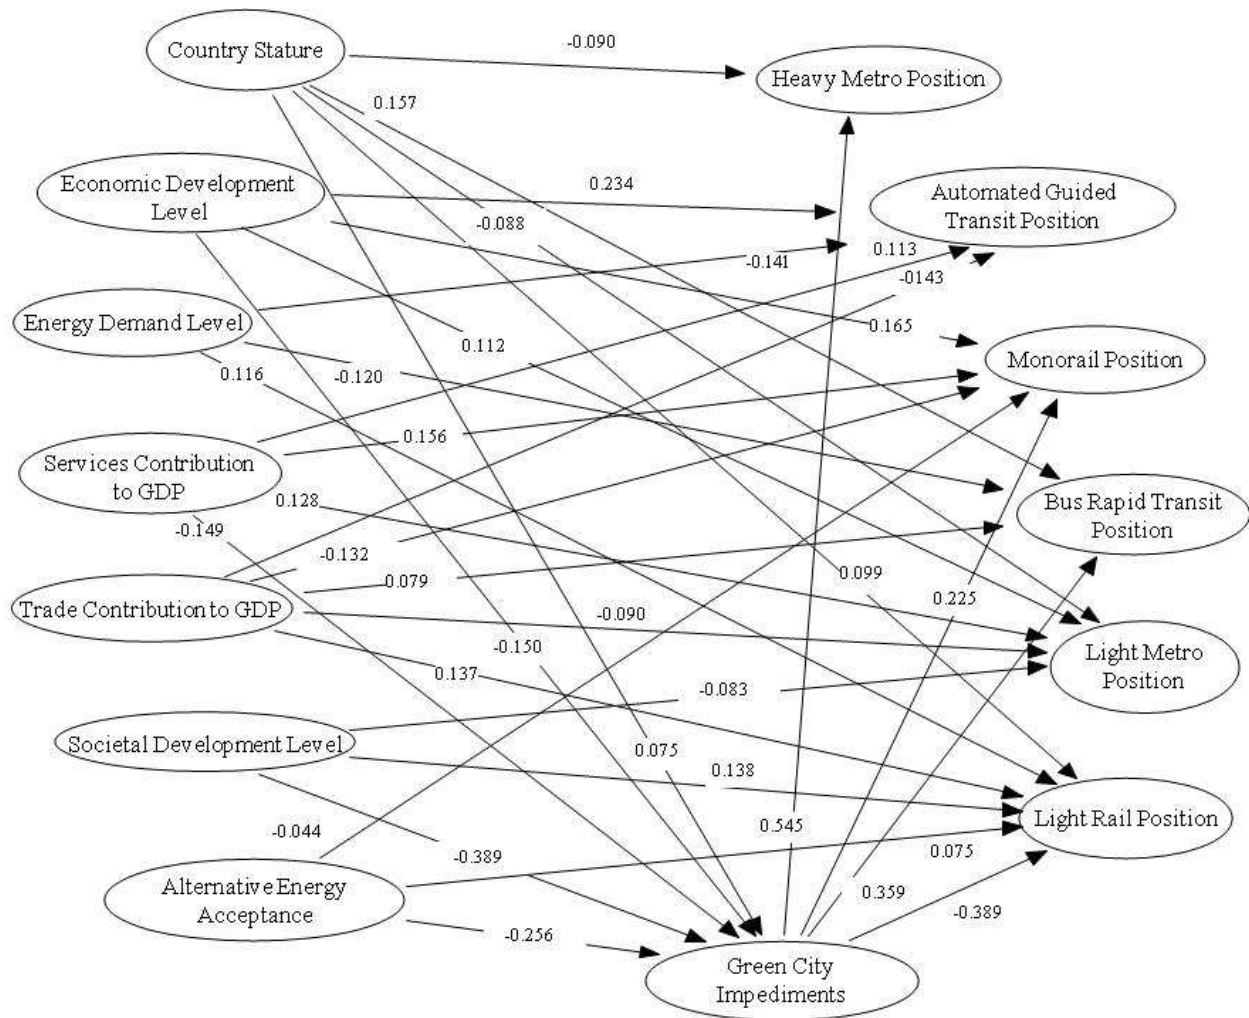 -0.090
Country Stature
Heavy Metro Position
0.157
Economic Development
Level
0.234
Automated Guided
Transit Position
-0.088
0.113
-0.141
-0143
Energy Demand Level
0.165
0.112
Monorail Position
0.116
-0.120
0.156
Services Contribution
to GDP
0.128
Bus Rapid Transit
Position
-0.149
-0.132
0.079
0.099
Trade Contribution to GDP
0.225
-0.090
-0.150
0.137
Light Metro
Position
-0.083
Societal Development Level
0.075
0.138
Light Rail Position
-0.044
0.545
0.075
-0.389
Alternative Energy
Acceptance
0.359
-0.389
-0.256
Green City
Impediments